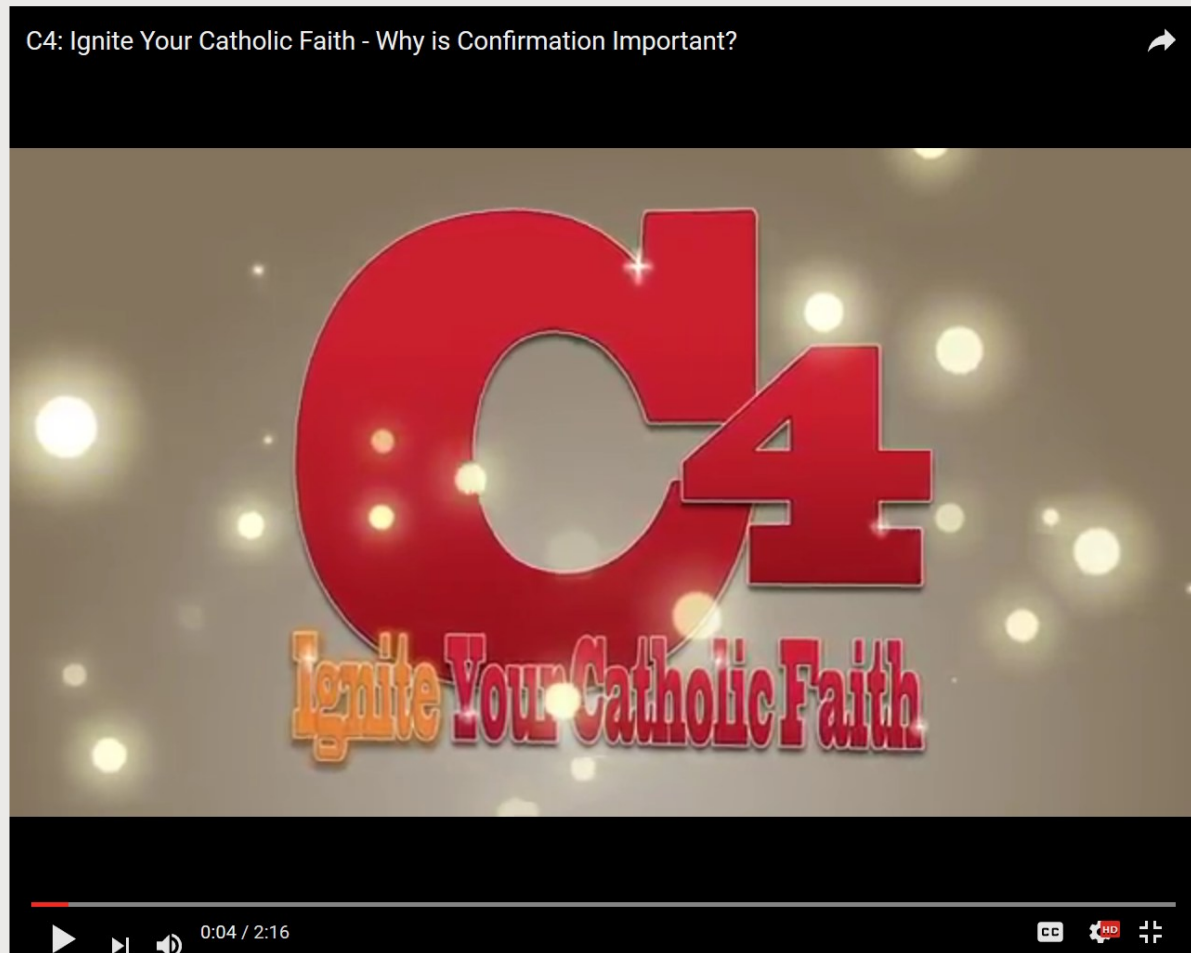 C4: Ignite Your Catholic Faith - Why is Confirmation Important?
C4
Ignite Your Catholic Faith
0:04 / 2:16
CC
HD